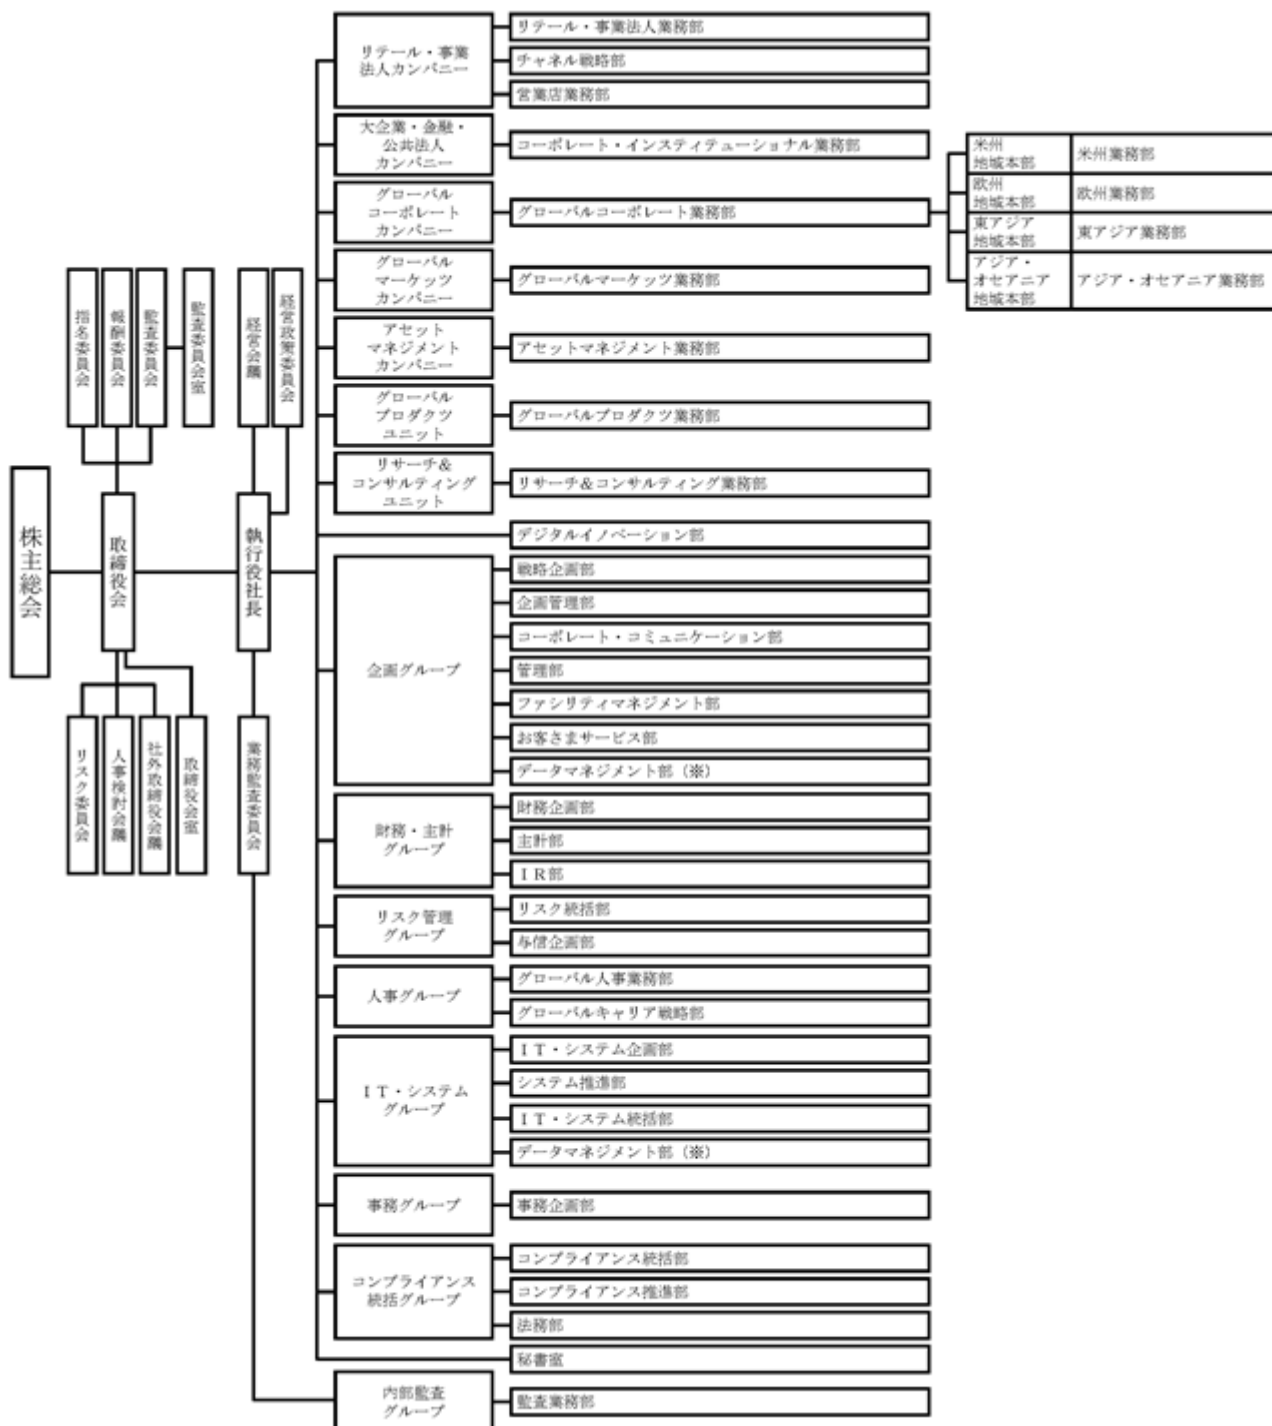 株主総会
指名委員会
報酬委員会
監査委員会
監査委員会室
取締役会
リスク委員会
人事検討会議
社外取締役会議
取締役会室
経営会議
経営政策委員会
執行役社長
業務監査委員会
リテール・事業
法人カンパニー
リテール・事業法人業務部
チャネル戦略部
営業店業務部
大企業・金融・
公共法人
カンパニー
コーポレート・インスティテューショナル業務部
グローバル
コーポレート
カンパニー
グローバルコーポレート業務部
米州
地域本部
米州業務部
欧州
地域本部
欧州業務部
東アジア
地域本部
東アジア業務部
アジア・
オセアニア
地域本部
アジア・オセアニア業務部
グローバル
マーケッツ
カンパニー
グローバルマーケッツ業務部
アセット
マネジメント
カンパニー
アセットマネジメント業務部
グローバル
プロダクツ
ユニット
グローバルプロダクツ業務部
リサーチ＆
コンサルティング
ユニット
リサーチ＆コンサルティング業務部
デジタルイノベーション部
企画グループ
戦略企画部
企画管理部
コーポレート・コミュニケーション部
管理部
ファシリティマネジメント部
お客さまサービス部
データマネジメント部（※）
財務・主計
グループ
財務企画部
主計部
ＩＲ部
リスク管理
グループ
リスク統括部
与信企画部
人事グループ
グローバル人事業務部
グローバルキャリア戦略部
ＩＴ・システム
グループ
ＩＴ・システム企画部
システム推進部
ＩＴ・システム統括部
データマネジメント部（※）
事務グループ
事務企画部
コンプライアンス
統括グループ
コンプライアンス統括部
コンプライアンス推進部
法務部
秘書室
内部監査
グループ
監査業務部